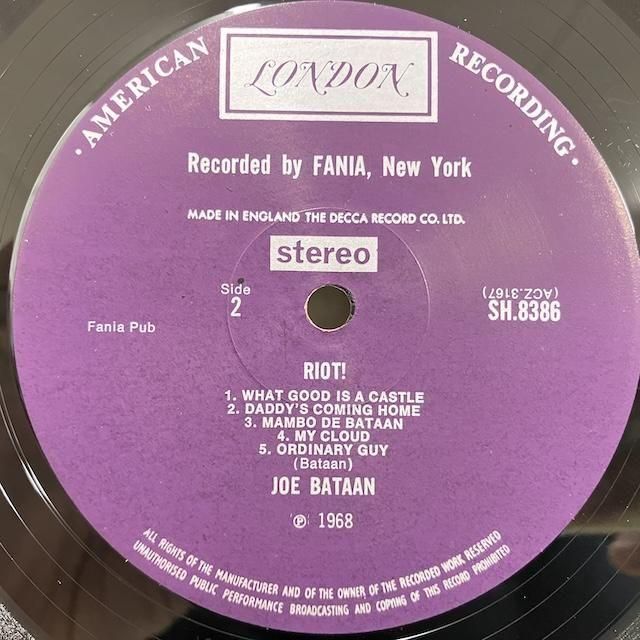 · AMERICAN RECORDING ·
LONDON
Recorded by FANIA, New York
MADE IN ENGLAND THE DECCA RECORD CO. LTD.
stereo
Side
2
(ACZ.3167)
SH.8386
Fania Pub
RIOT!
1. WHAT GOOD IS A CASTLE
2. DADDY'S COMING HOME
3. MAMBO DE BATAAN
4. MY CLOUD
5. ORDINARY GUY
(Bataan)
JOE BATAAN
℗ 1968
ALL RIGHTS OF THE MANUFACTURER AND OF THE OWNER OF THE RECORDED WORK RESERVED
UNAUTHORISED PUBLIC PERFORMANCE BROADCASTING AND COPYING OF THIS RECORD PROHIBITED